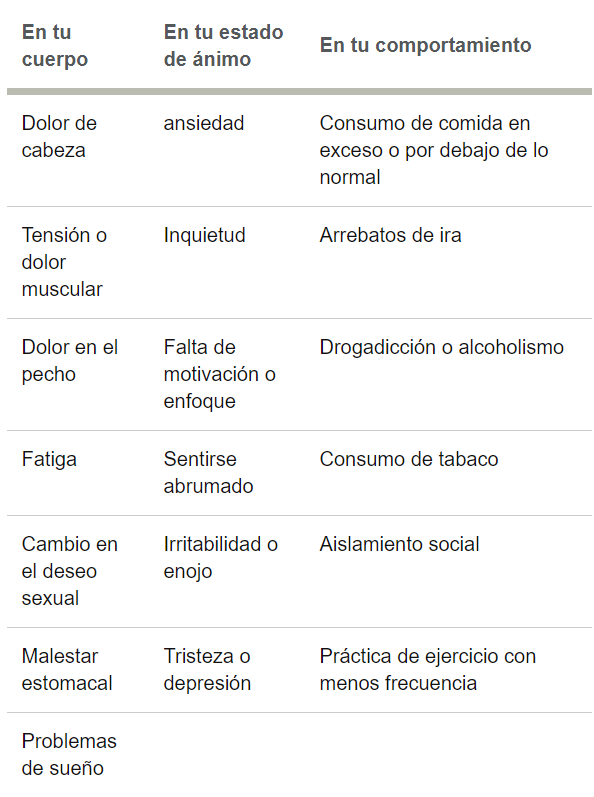 En tu
cuerpo
En tu estado
de ánimo
En tu comportamiento
Dolor de
cabeza
ansiedad
Consumo de comida en
exceso o por debajo de lo
normal
Tensión o
dolor
muscular
Inquietud
Arrebatos de ira
Dolor en el
pecho
Falta de
motivación o
enfoque
Drogadicción o alcoholismo
Fatiga
Sentirse
abrumado
Consumo de tabaco
Cambio en
el deseo
sexual
Irritabilidad o
enojo
Aislamiento social
Malestar
estomacal
Tristeza o
depresión
Práctica de ejercicio con
menos frecuencia
Problemas
de sueño